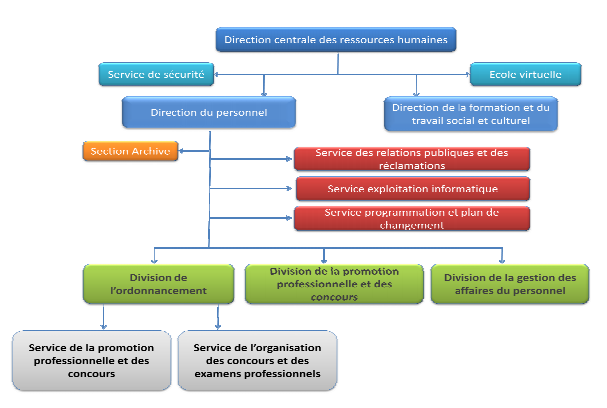 Direction centrale des ressources humaines
Service de sécurité
Ecole virtuelle
Direction du personnel
Direction de la formation et du
travail social et culturel
Section Archive
Service des relations publiques et des
réclamations
Service exploitation informatique
Service programmation et plan de
changement
Division de
l'ordonnancement
Division de la promotion
professionnelle et des
concours
Division de la gestion des
affaires du personnel
Service de la promotion
professionnelle et des
concours
Service de l'organisation
des concours et des
examens professionnels